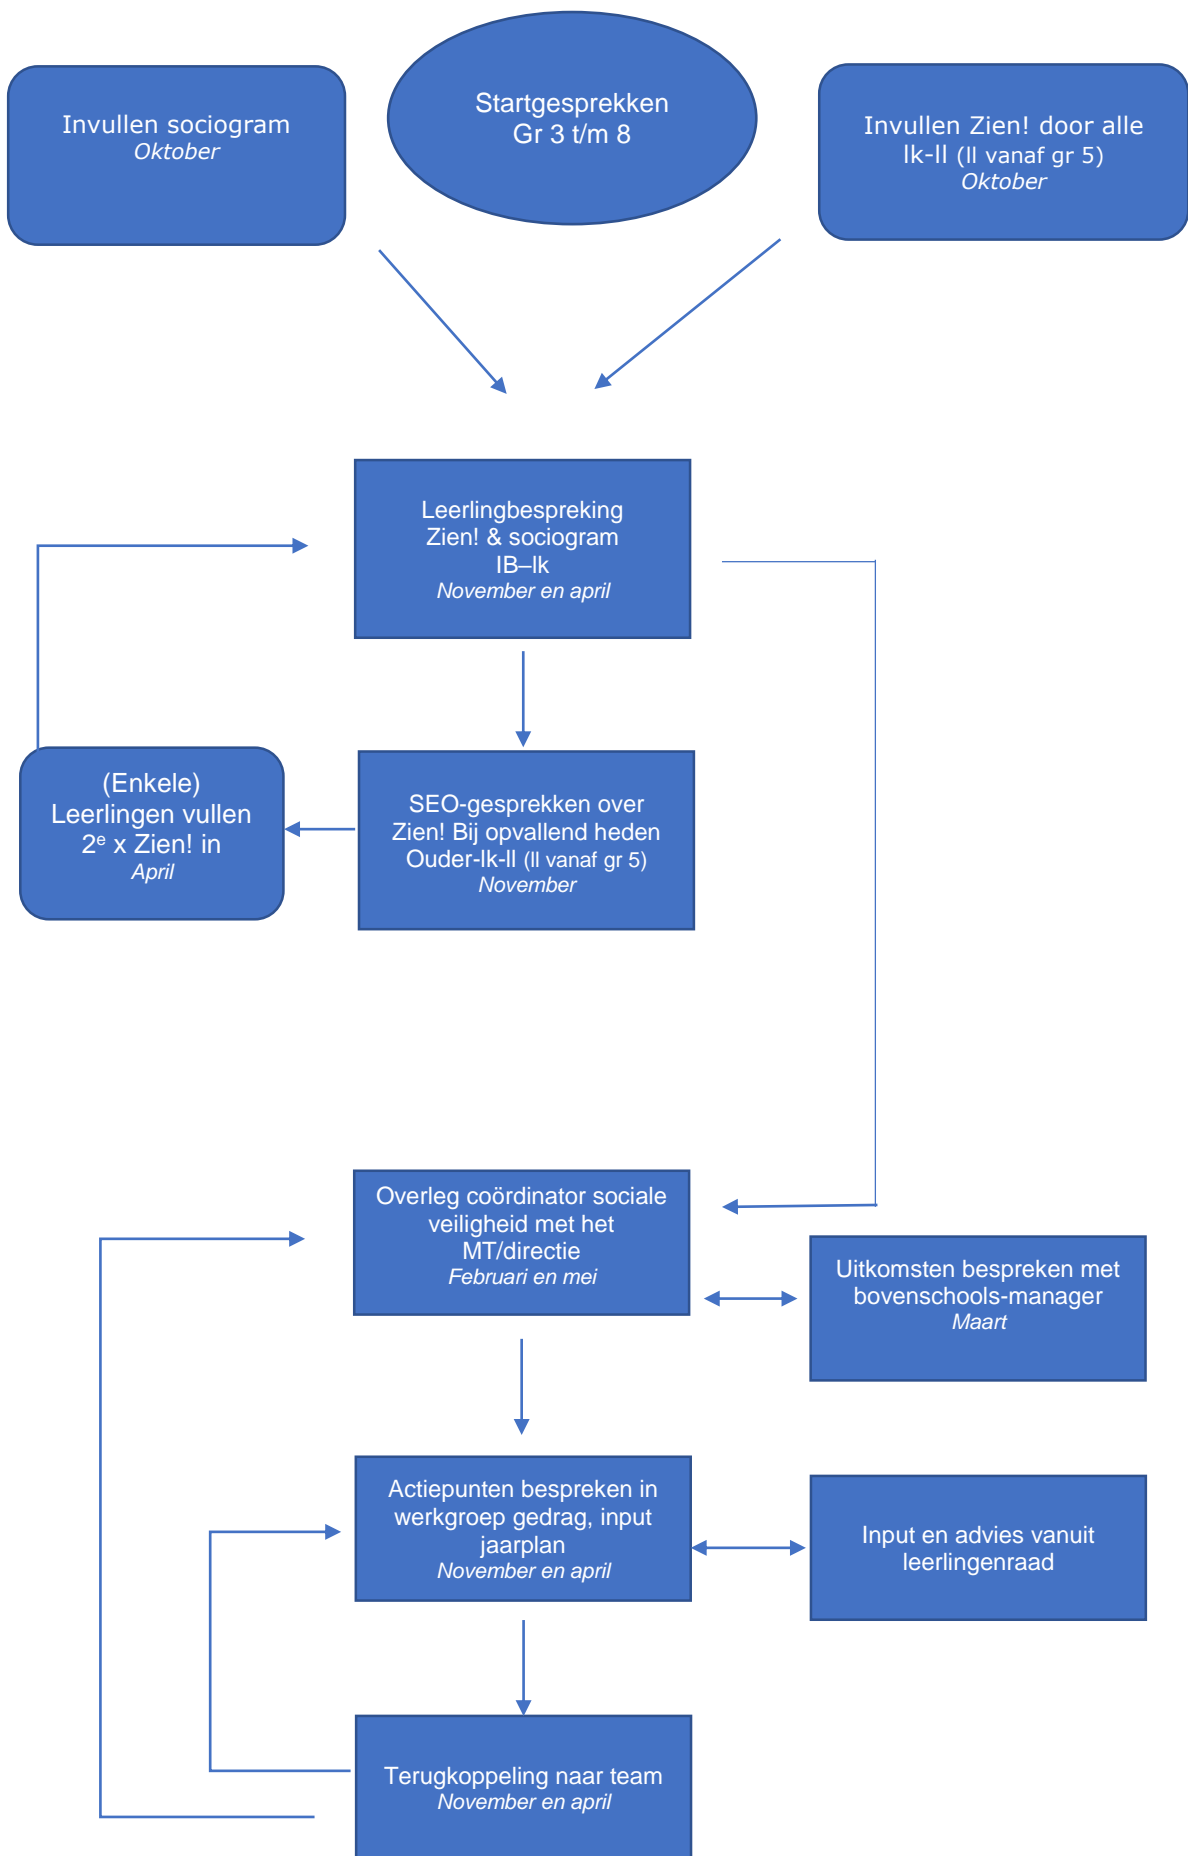 Invullen sociogram
Oktober
Startgesprekken
Gr 3 t/m 8
Invullen Zien! door alle
lk-ll (ll vanaf gr 5)
Oktober
Leerlingbespreking
Zien! & sociogram
IB–lk
November en april
(Enkele)
Leerlingen vullen
2e x Zien! in
April
SEO-gesprekken over
Zien! Bij opvallend heden
Ouder-lk-ll (ll vanaf gr 5)
November
Overleg coördinator sociale
veiligheid met het
MT/directie
Februari en mei
Uitkomsten bespreken met
bovenschools-manager
Maart
Actiepunten bespreken in
werkgroep gedrag, input
jaarplan
November en april
Input en advies vanuit
leerlingenraad
Terugkoppeling naar team
November en april